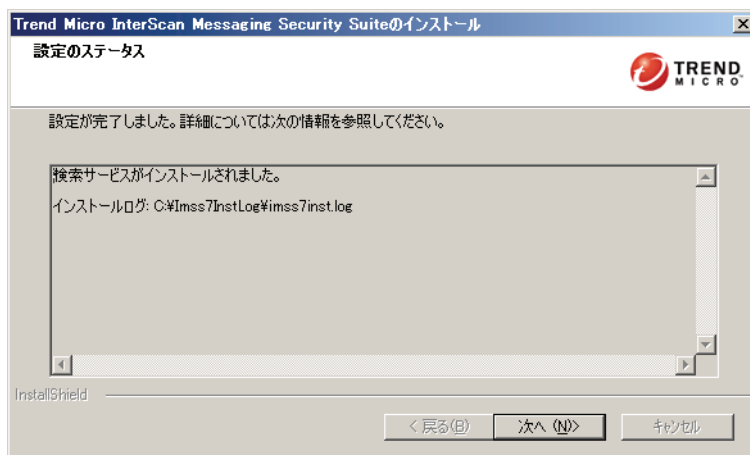 Trend Micro InterScan Messaging Security Suiteのインストール
設定のステータス
TREND
MICRO
設定が完了しました。詳細については次の情報を参照してください。
検索サービスがインストールされました。
インストールログ: C:¥Imss7InstLog¥imss7inst.log
InstallShield
< 戻る(B)
次へ (N)>
キャンセル